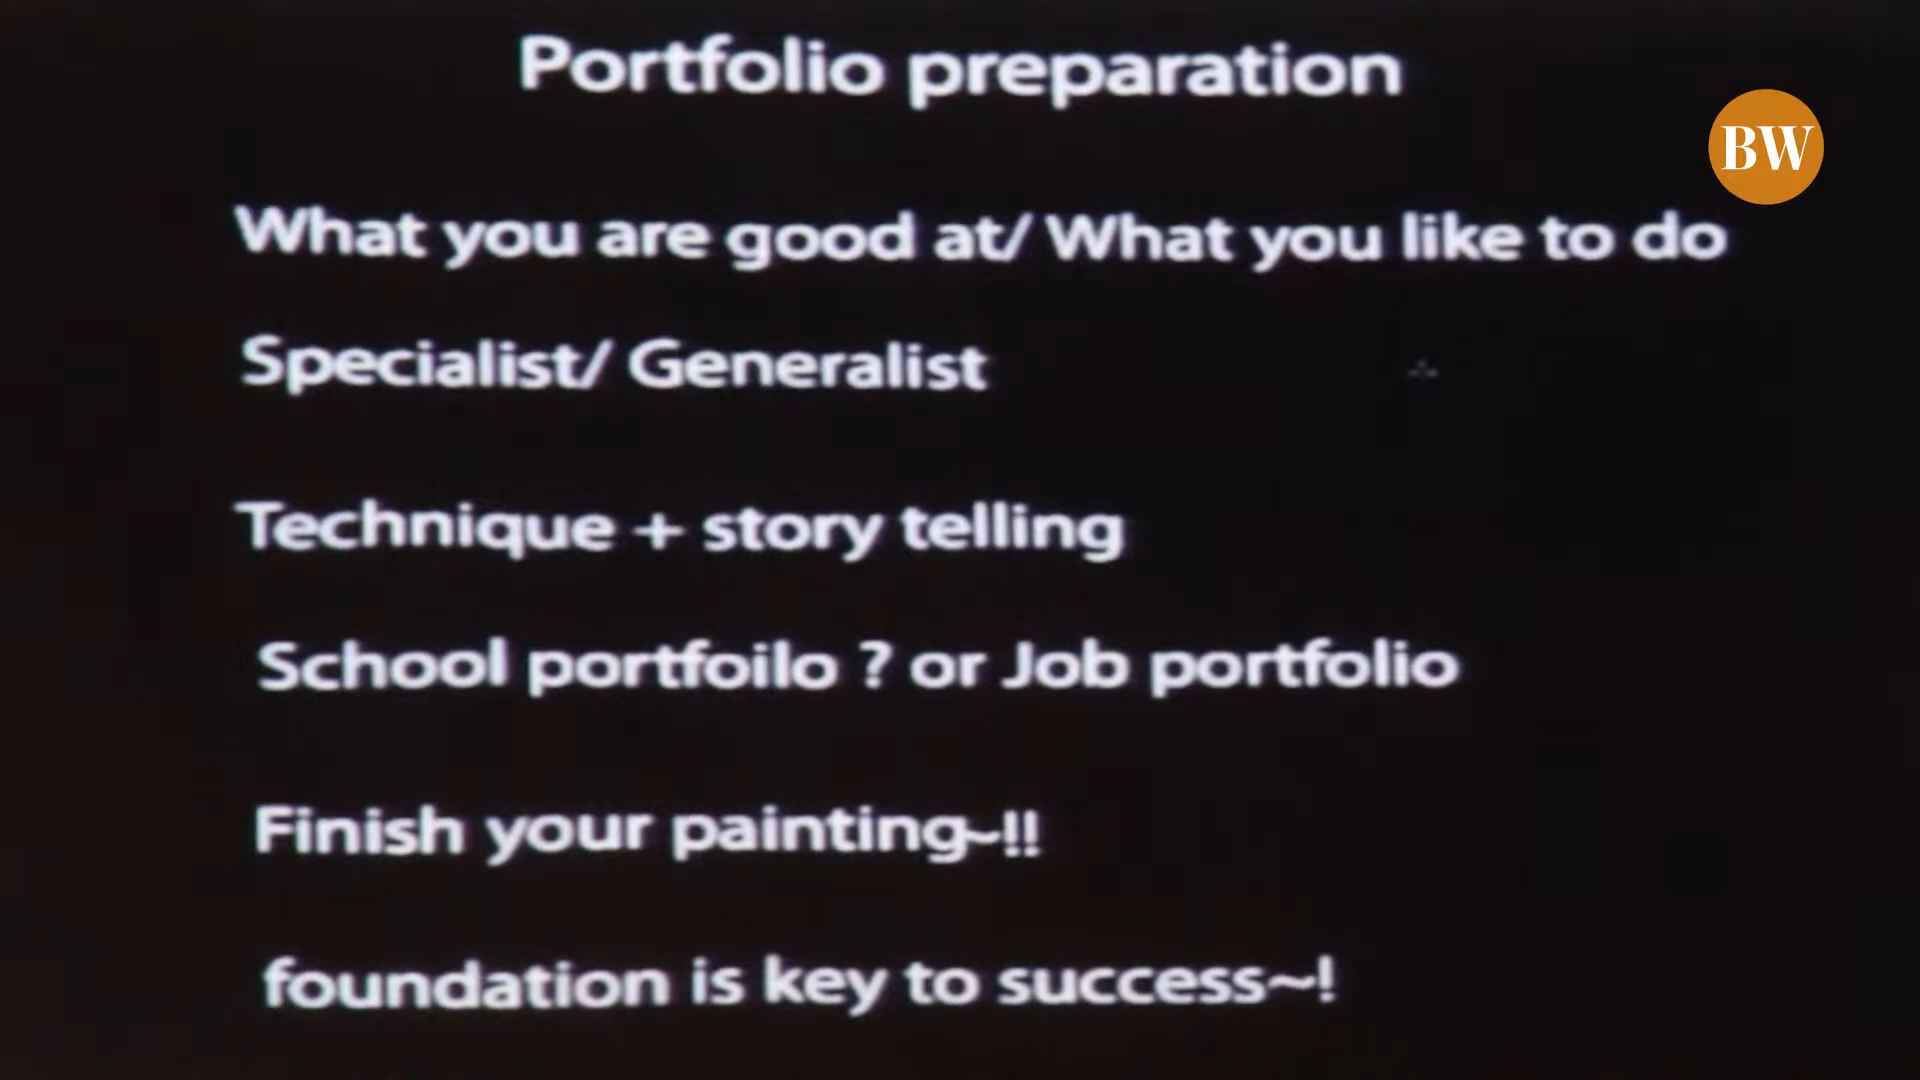 Portfolio preparation
BW
What you are good at/ What you like to do
Specialist/ Generalist
Technique + story telling
School portfoilo ? or Job portfolio
Finish your painting~!!
foundation is key to success~!